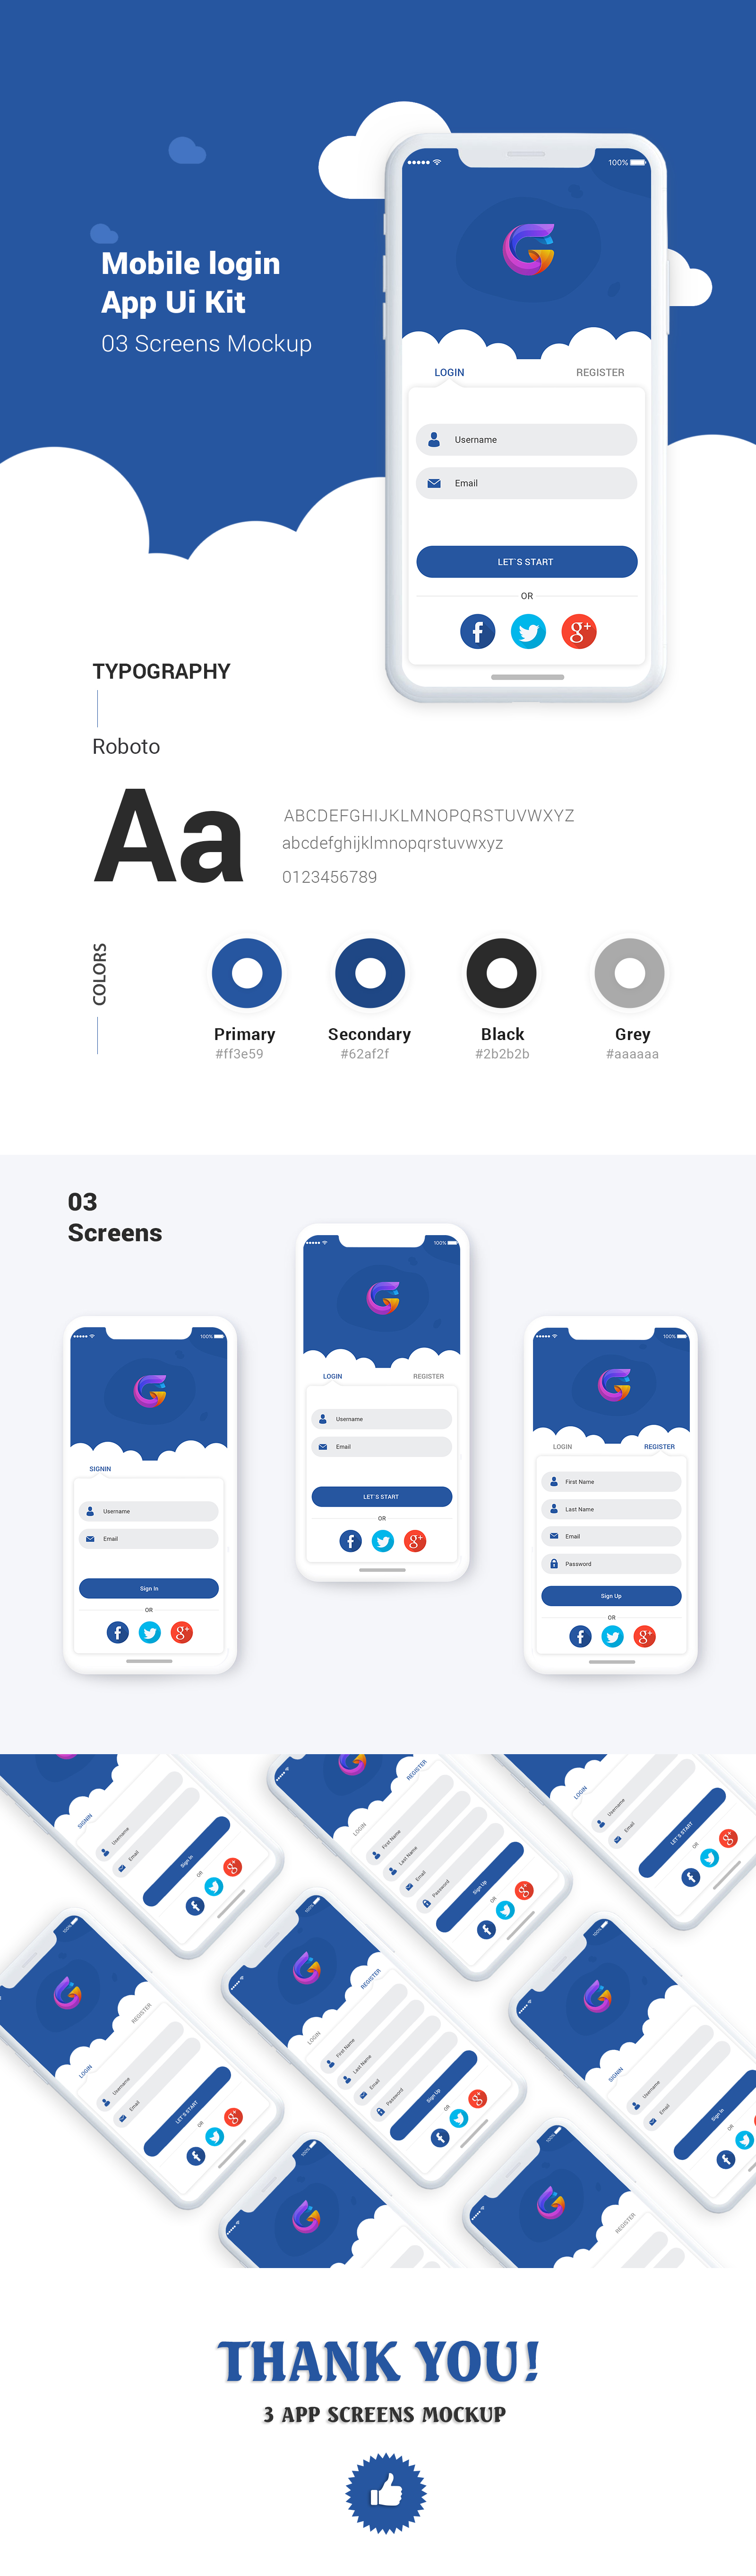 100%
Mobile login
App Ui Kit
03 Screens Mockup
LOGIN REGISTER
Username
Email
LET`S START
OR
g+
TYPOGRAPHY
Roboto
Aa
ABCDEFGHIJKLMNOPQRSTUVWXYZ
abcdefghijklmnopqrstuvwxyz
0123456789
COLORS
Primary
#ff3e59
Secondary
#62af2f
Black
#2b2b2b
Grey
#aaaaaa
03
Screens
100%
SIGNIN
Username
Email
Sign In
OR
g+
100%
LOGIN REGISTER
Username
Email
LET`S START
OR
g+
100%
LOGIN REGISTER
First Name
Last Name
Email
Password
Sign Up
OR
g+
SIGNIN
Username
Email
Sign In
OR
g+
LOGIN REGISTER
First Name
Last Name
Email
Password
Sign Up
OR
g+
LOGIN
Username
Email
LET`S START
OR
g+
100%
LOGIN REGISTER
Username
Email
LET`S START
OR
g+
100%
LOGIN REGISTER
First Name
Last Name
Email
Password
Sign Up
OR
g+
100%
SIGNIN
Username
Email
Sign In
OR
100%
100%
REGISTER
THANK YOU!
3 APP SCREENS MOCKUP